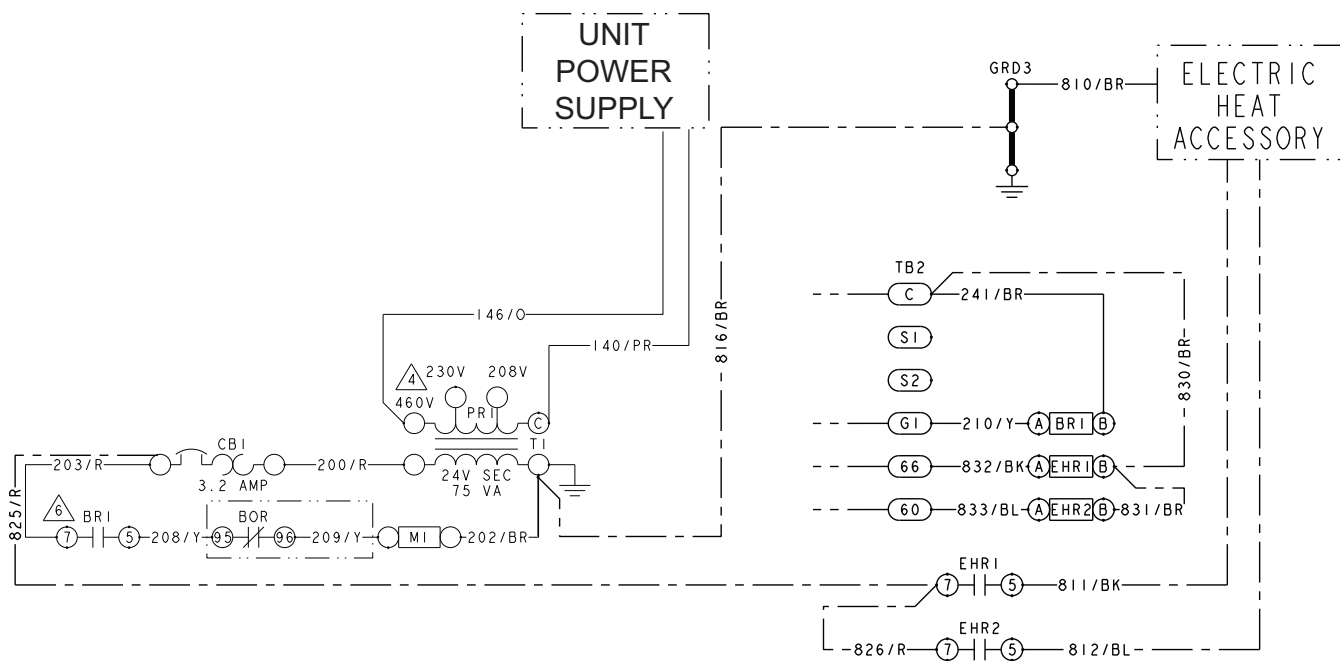 UNIT
POWER
SUPPLY
ELECTRIC
HEAT
ACCESSORY
GRD3
810/BR
816/BR
TB2
C
241/BR
830/BR
S1
S2
G1
210/Y
A
BR1
B
66
832/BK
A
EHR1
B
60
833/BL
A
EHR2
B
831/BR
146/O
140/PR
4
230V
208V
460V
PR1
C
T1
CB1
203/R
200/R
3.2 AMP
24V SEC
75 VA
825/R
6
BR1
7
5
208/Y
BOR
95
96
209/Y
M1
202/BR
EHR1
7
5
811/BK
EHR2
826/R
7
5
812/BL